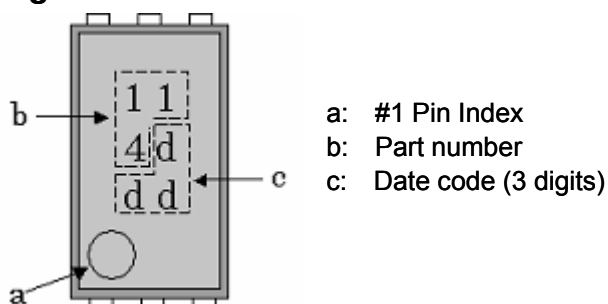 1 1
b
4 d
d d
c
a
a: #1 Pin Index
b: Part number
c: Date code (3 digits)